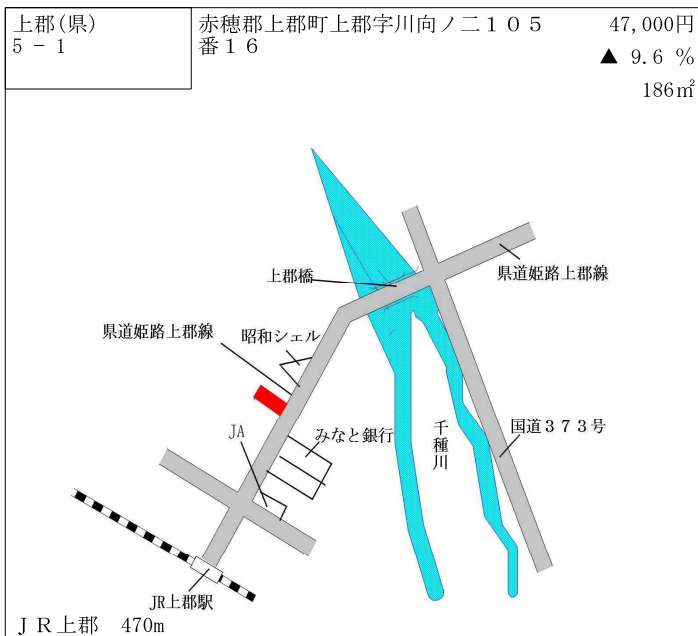 上郡(県)
5 - 1
赤穂郡上郡町上郡字川向ノ二１０５
番１６
47,000円
▲ 9.6 %
186㎡
上郡橋
県道姫路上郡線
県道姫路上郡線
昭和シェル
JA
みなと銀行
千種川
国道３７３号
JR上郡駅
ＪＲ上郡 470m